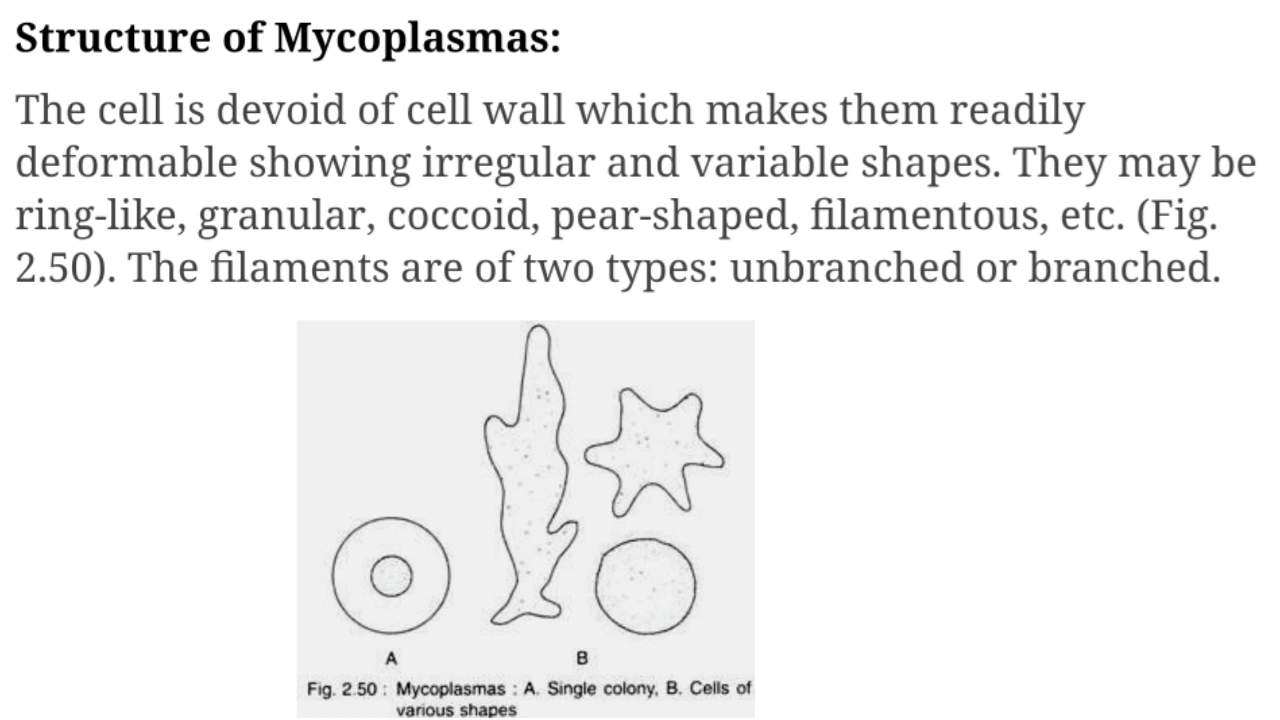 Structure of Mycoplasmas:
The cell is devoid of cell wall which makes them readily
deformable showing irregular and variable shapes. They may be
ring-like, granular, coccoid, pear-shaped, filamentous, etc. (Fig.
2.50). The filaments are of two types: unbranched or branched.
A
B
Fig. 2.50 : Mycoplasmas : A. Single colony, B. Cells of
various shapes